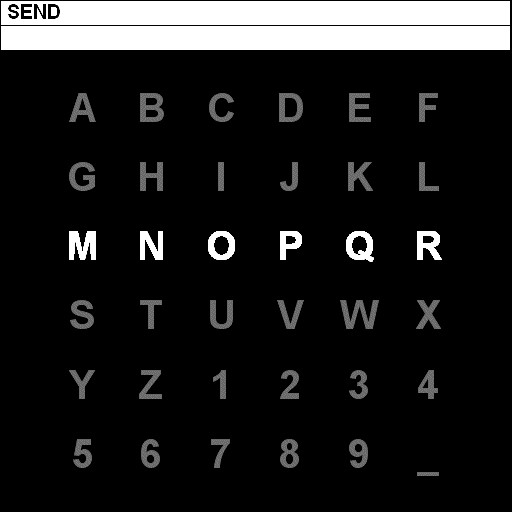 SEND
A B C D E F
G H I J K L
M N O P Q R
S T U V W X
Y Z 1 2 3 4
5 6 7 8 9 _